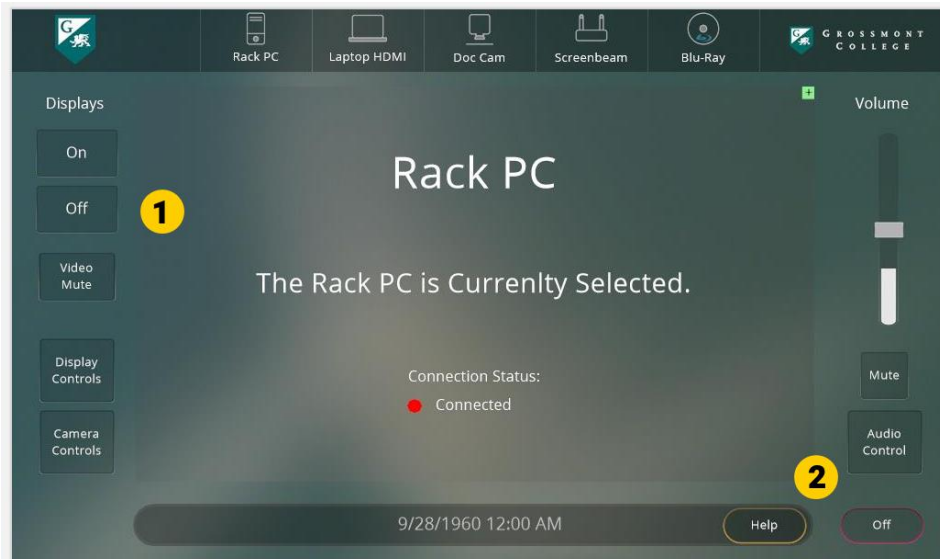 G
Rack PC
Laptop HDMI
Doc Cam
Screenbeam
Blu-Ray
G
GROSSMONT
COLLEGE
Displays
On
Off
1
Video
Mute
Display
Controls
Camera
Controls
+
Rack PC
The Rack PC is Currenlty Selected.
Connection Status:
Connected
Volume
Mute
Audio
Control
2
9/28/1960 12:00 AM
Help
Off